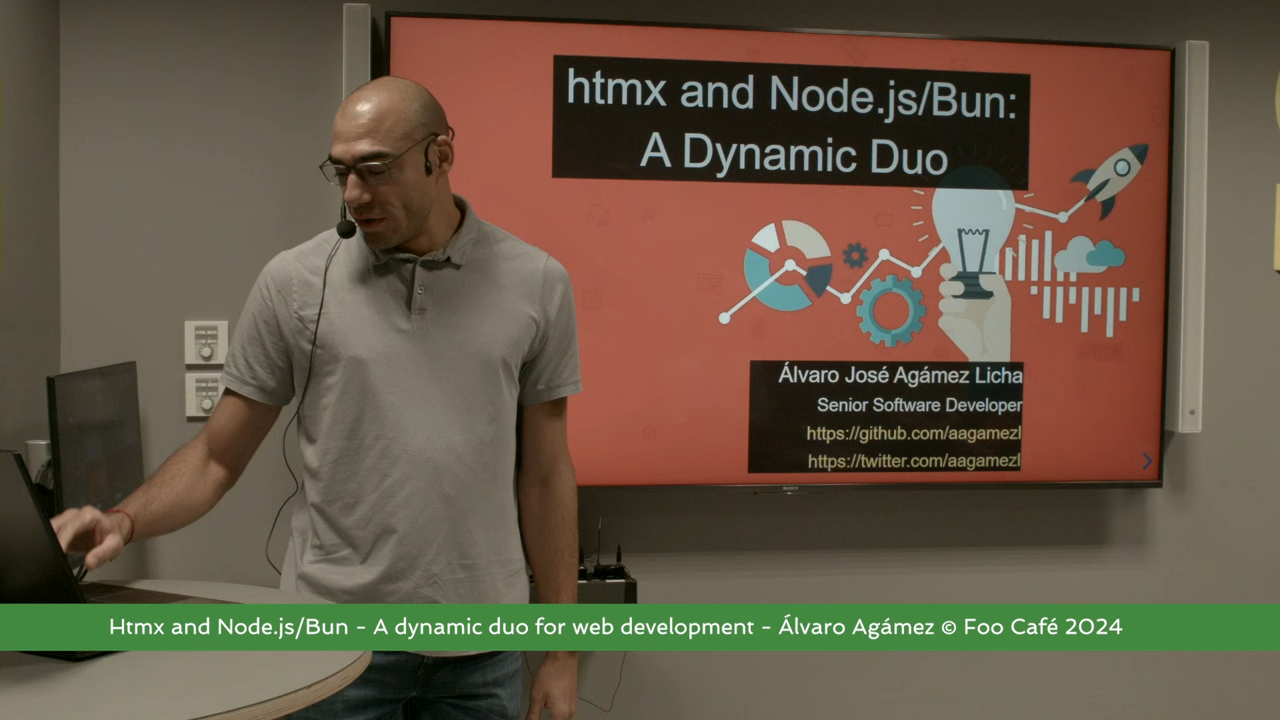 htmx and Node.js/Bun:
A Dynamic Duo
Álvaro José Agámez Licha
Senior Software Developer
https://github.com/aagamezl
https://twitter.com/aagamezl
SONY
Htmx and Node.js/Bun - A dynamic duo for web development - Álvaro Agámez © Foo Café 2024